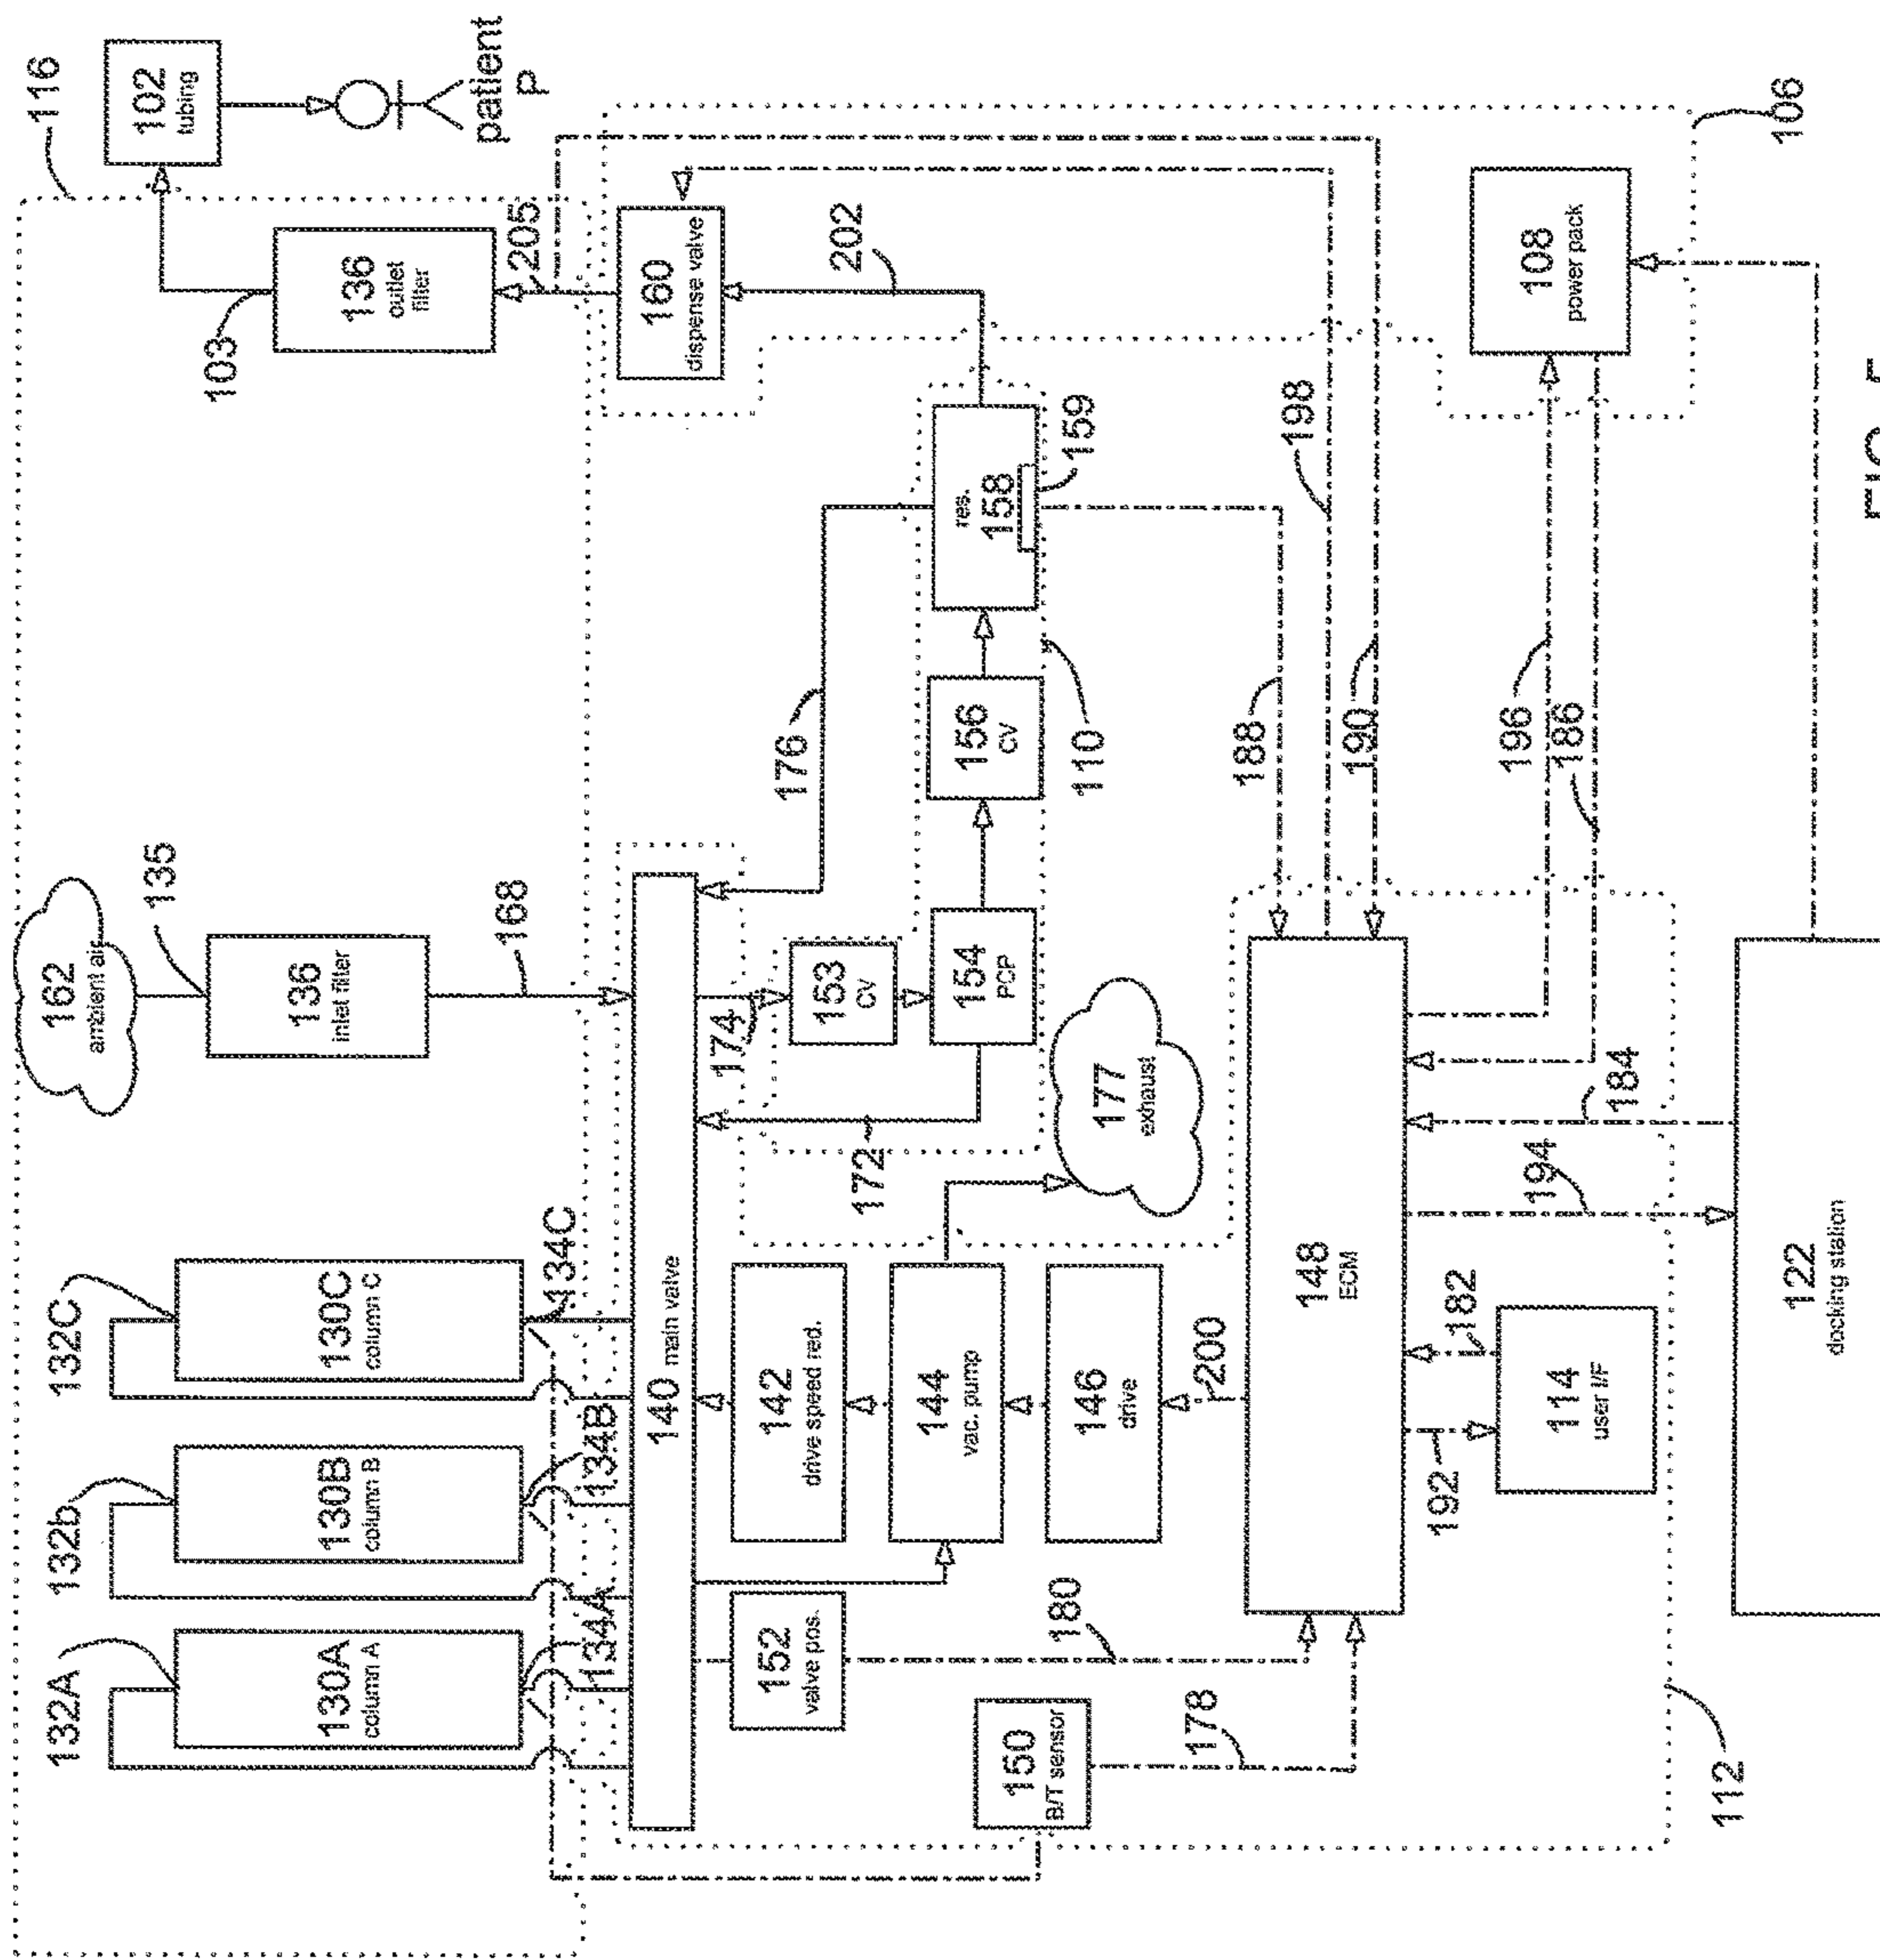 116
102
tubing
patient
P
103
136
outlet
filter
205
160
dispense valve
202
106
108
power pack
162
ambient air
135
136
inlet filter
168
176
res.
158
159
198
156
CV
110
188
190
196
186
174
153
CV
154
PCP
172
177
exhaust
132C
130C
column C
134C
132b
130B
column B
134B
132A
130A
column A
134A
140 main valve
142
drive speed red.
144
vac. pump
146
drive
200
148
ECM
184
194
182
192
114
user I/F
122
docking station
152
valve pos.
180
150
B/T sensor
178
112